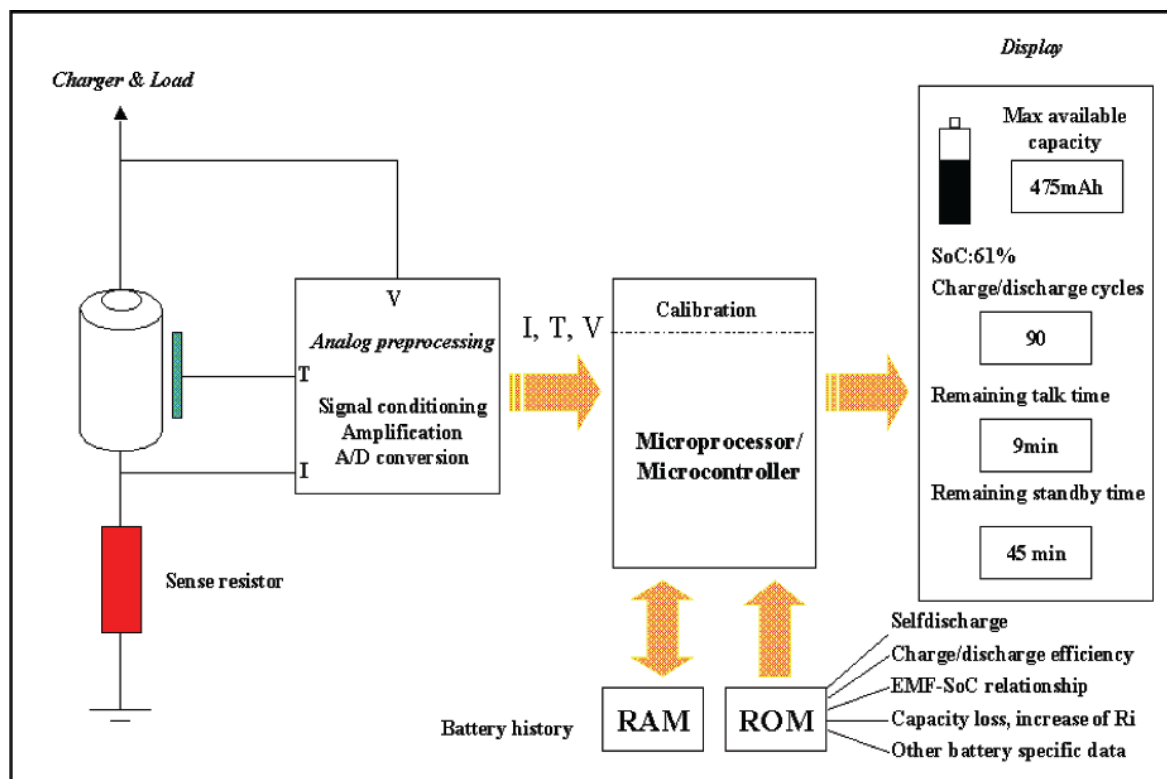 Charger & Load
V
Analog preprocessing
T
Signal conditioning
Amplification
A/D conversion
I
Sense resistor
I, T, V
Calibration
Microprocessor/
Microcontroller
Battery history
RAM
ROM
Selfdischarge
Charge/discharge efficiency
EMF-SoC relationship
Capacity loss, increase of Ri
Other battery specific data
Display
Max available
capacity
475mAh
SoC:61%
Charge/discharge cycles
90
Remaining talk time
9min
Remaining standby time
45 min